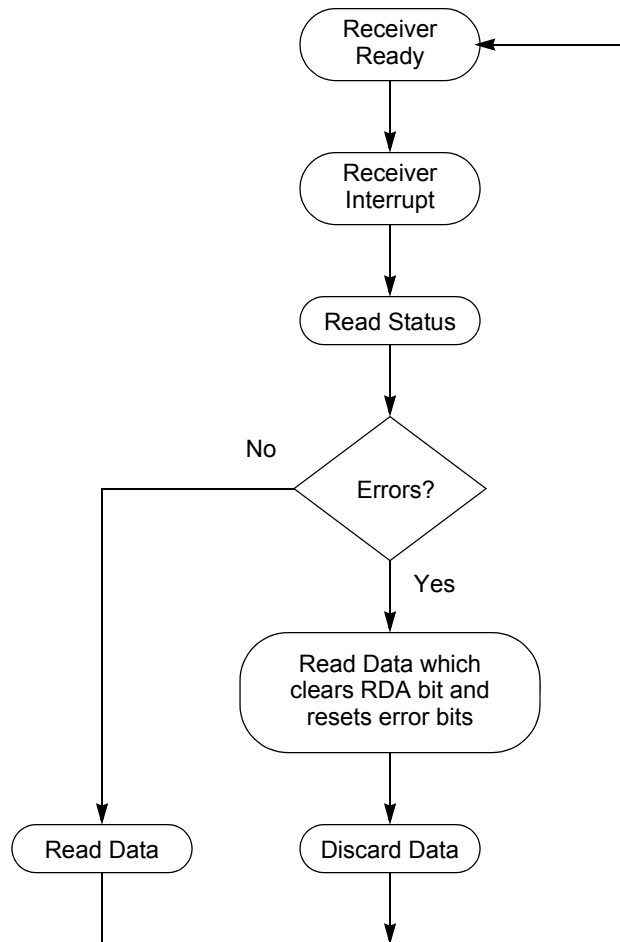 Receiver
Ready
Receiver
Interrupt
Read Status
No
Errors?
Yes
Read Data which
clears RDA bit and
resets error bits
Read Data
Discard Data